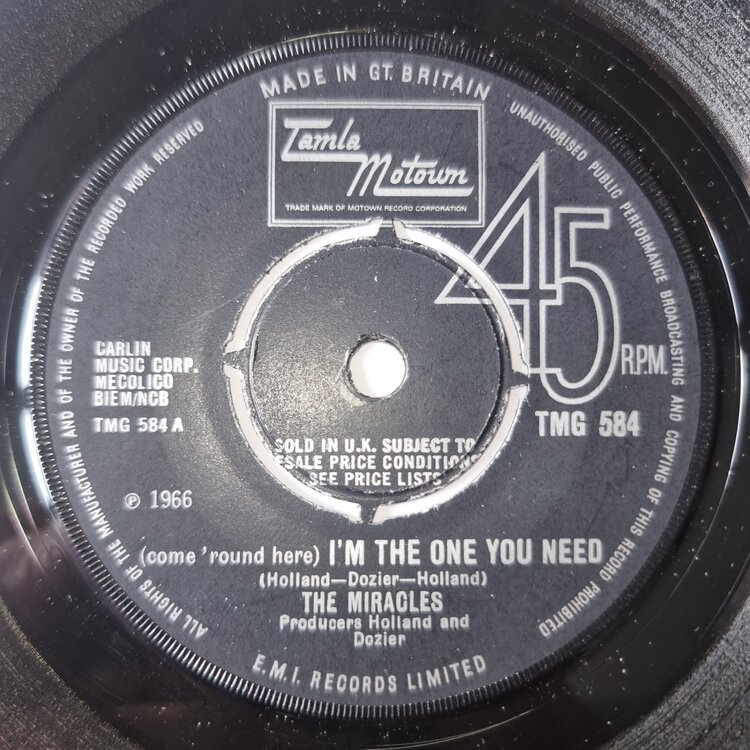 MADE IN GT. BRITAIN
UNAUTHORISED PUBLIC PERFORMANCE BROADCASTING AND COPYING OF THIS RECORD PROHIBITED
ALL RIGHTS OF THE MANUFACTURER AND OF THE OWNER OF THE RECORDED WORK RESERVED
Tamla
Motown
TRADE MARK OF MOTOWN RECORD CORPORATION
45
R.P.M.
CARLIN
MUSIC CORP.
MECOLICO
BIEM/NCB
TMG 584 A
TMG 584
SOLD IN U.K. SUBJECT TO
ESALE PRICE CONDITIONS
SEE PRICE LISTS
℗ 1966
(come 'round here) I'M THE ONE YOU NEED
(Holland—Dozier—Holland)
THE MIRACLES
Producers Holland and
Dozier
E.M.I. RECORDS LIMITED